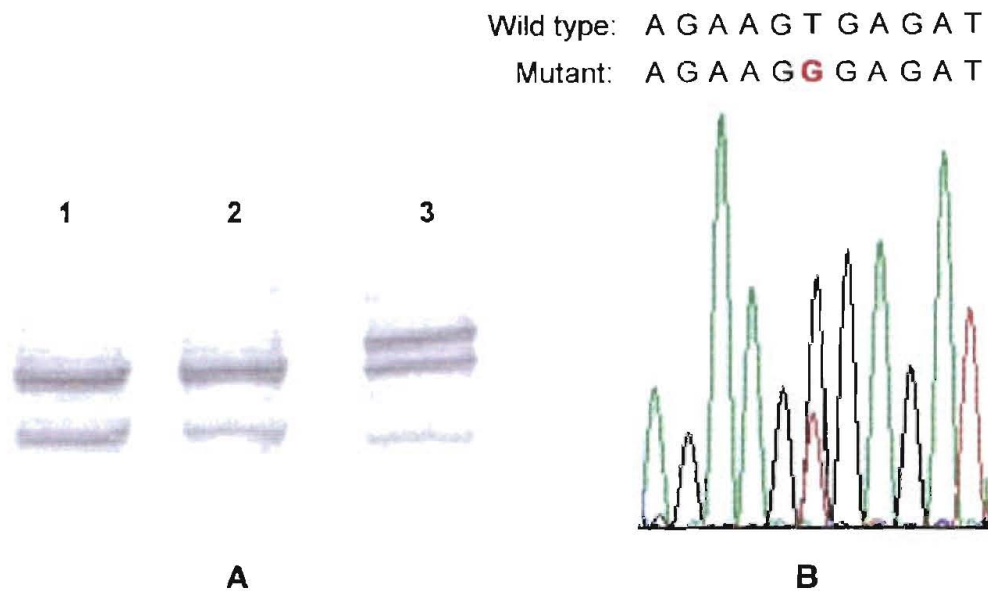 Wild type: A G A A G T G A G A T
Mutant: A G A A G G G A G A T
1 2 3
A B